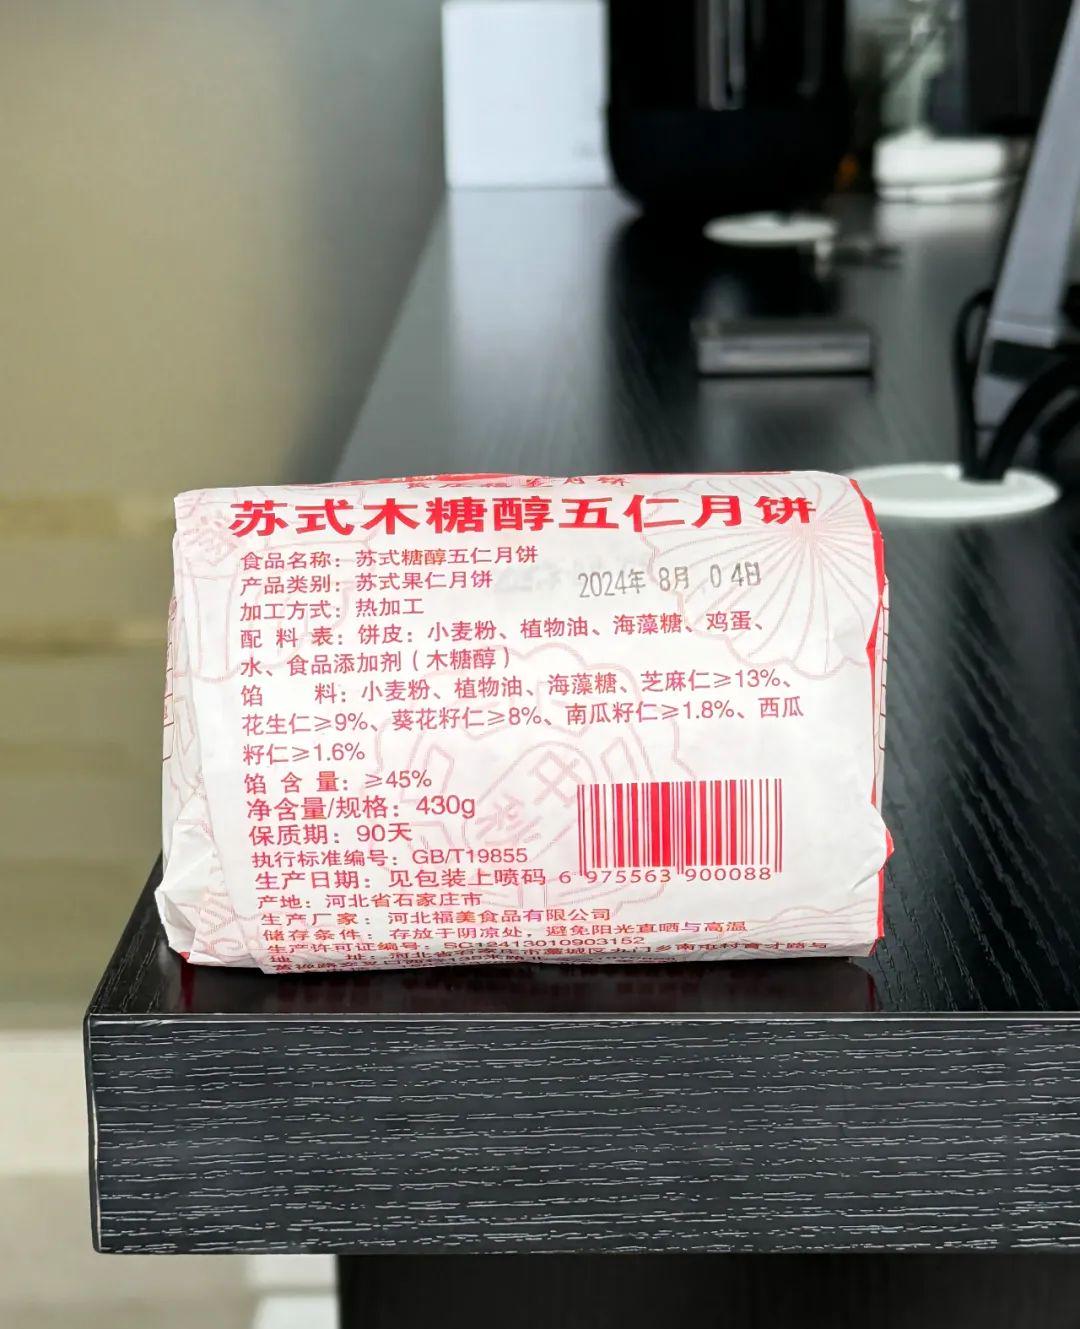 苏式木糖醇五仁月饼
食品名称：苏式糖醇五仁月饼
产品类别：苏式果仁月饼
2024年 8月 04日
加工方式：热加工
配 料 表：饼皮：小麦粉、植物油、海藻糖、鸡蛋、
水、食品添加剂（木糖醇）
馅 料：小麦粉、植物油、海藻糖、芝麻仁≥13%、
花生仁≥9%、葵花籽仁≥8%、南瓜籽仁≥1.8%、西瓜
籽仁≥1.6%
馅 含 量：≥45%
净含量/规格：430g
保质期：90天
执行标准编号：GB/T19855
生产日期：见包装上喷码
6 975563 900088
产地：河北省石家庄市
生产厂家：河北福美食品有限公司
储存条件：存放于阴凉处，避免阳光直晒与高温
生产许可证编号：SC12413010903152
地 址：河北省